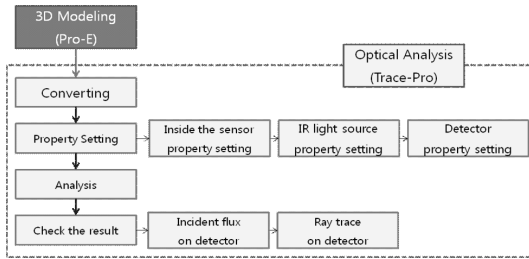 3D Modeling
(Pro-E)
Optical Analysis
(Trace-Pro)
Converting
Property Setting
Inside the sensor
property setting
IR light source
property setting
Detector
property setting
Analysis
Check the result
Incident flux
on detector
Ray trace
on detector